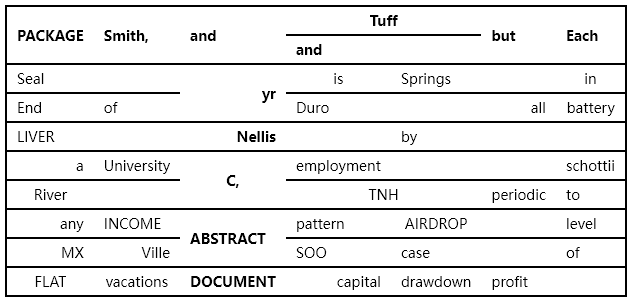 PACKAGE Smith, and Tuff but Each
and
Seal yr is Springs in
End of Duro all battery
LIVER Nellis by
a University C, employment schottii
River TNH periodic to
any INCOME ABSTRACT pattern AIRDROP level
MX Ville SOO case of
FLAT vacations DOCUMENT capital drawdown profit